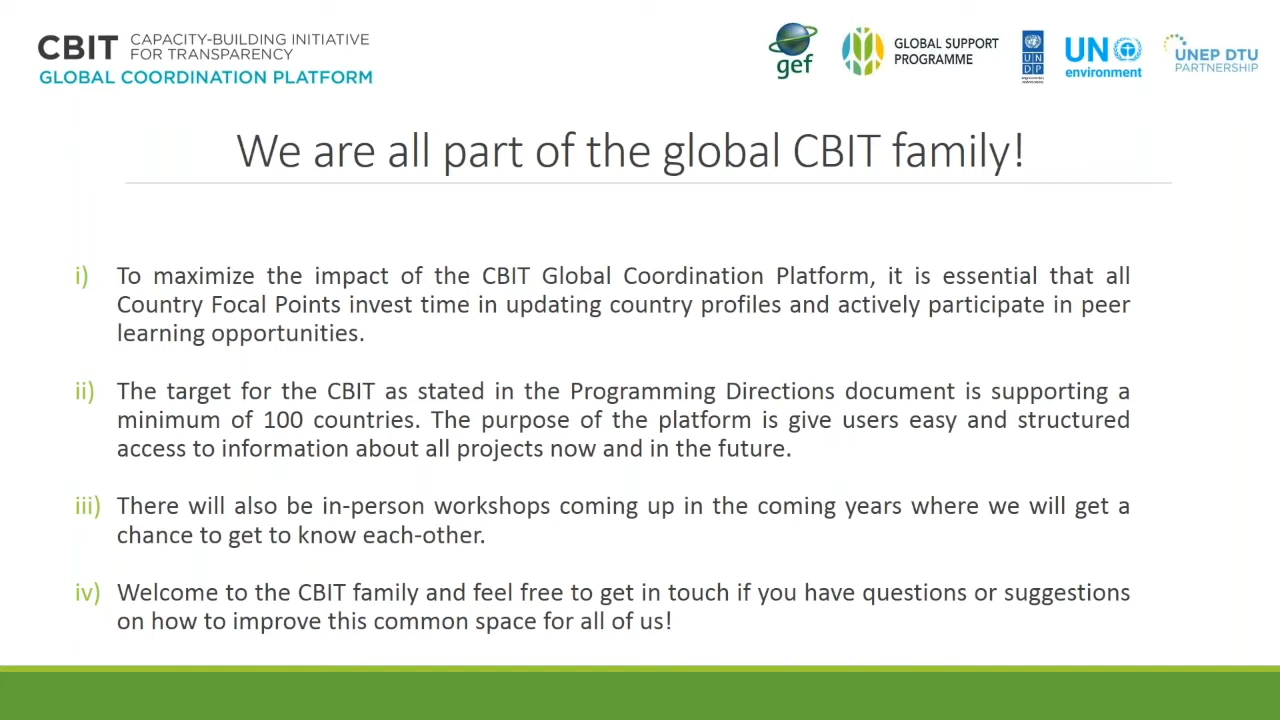 CBIT CAPACITY-BUILDING INITIATIVE
FOR TRANSPARENCY
GLOBAL COORDINATION PLATFORM
gef
GLOBAL SUPPORT
PROGRAMME
U N
D P
UN
environment
UNEP DTU
PARTNERSHIP
We are all part of the global CBIT family!
i) To maximize the impact of the CBIT Global Coordination Platform, it is essential that all
Country Focal Points invest time in updating country profiles and actively participate in peer
learning opportunities.
ii) The target for the CBIT as stated in the Programming Directions document is supporting a
minimum of 100 countries. The purpose of the platform is give users easy and structured
access to information about all projects now and in the future.
iii) There will also be in-person workshops coming up in the coming years where we will get a
chance to get to know each-other.
iv) Welcome to the CBIT family and feel free to get in touch if you have questions or suggestions
on how to improve this common space for all of us!